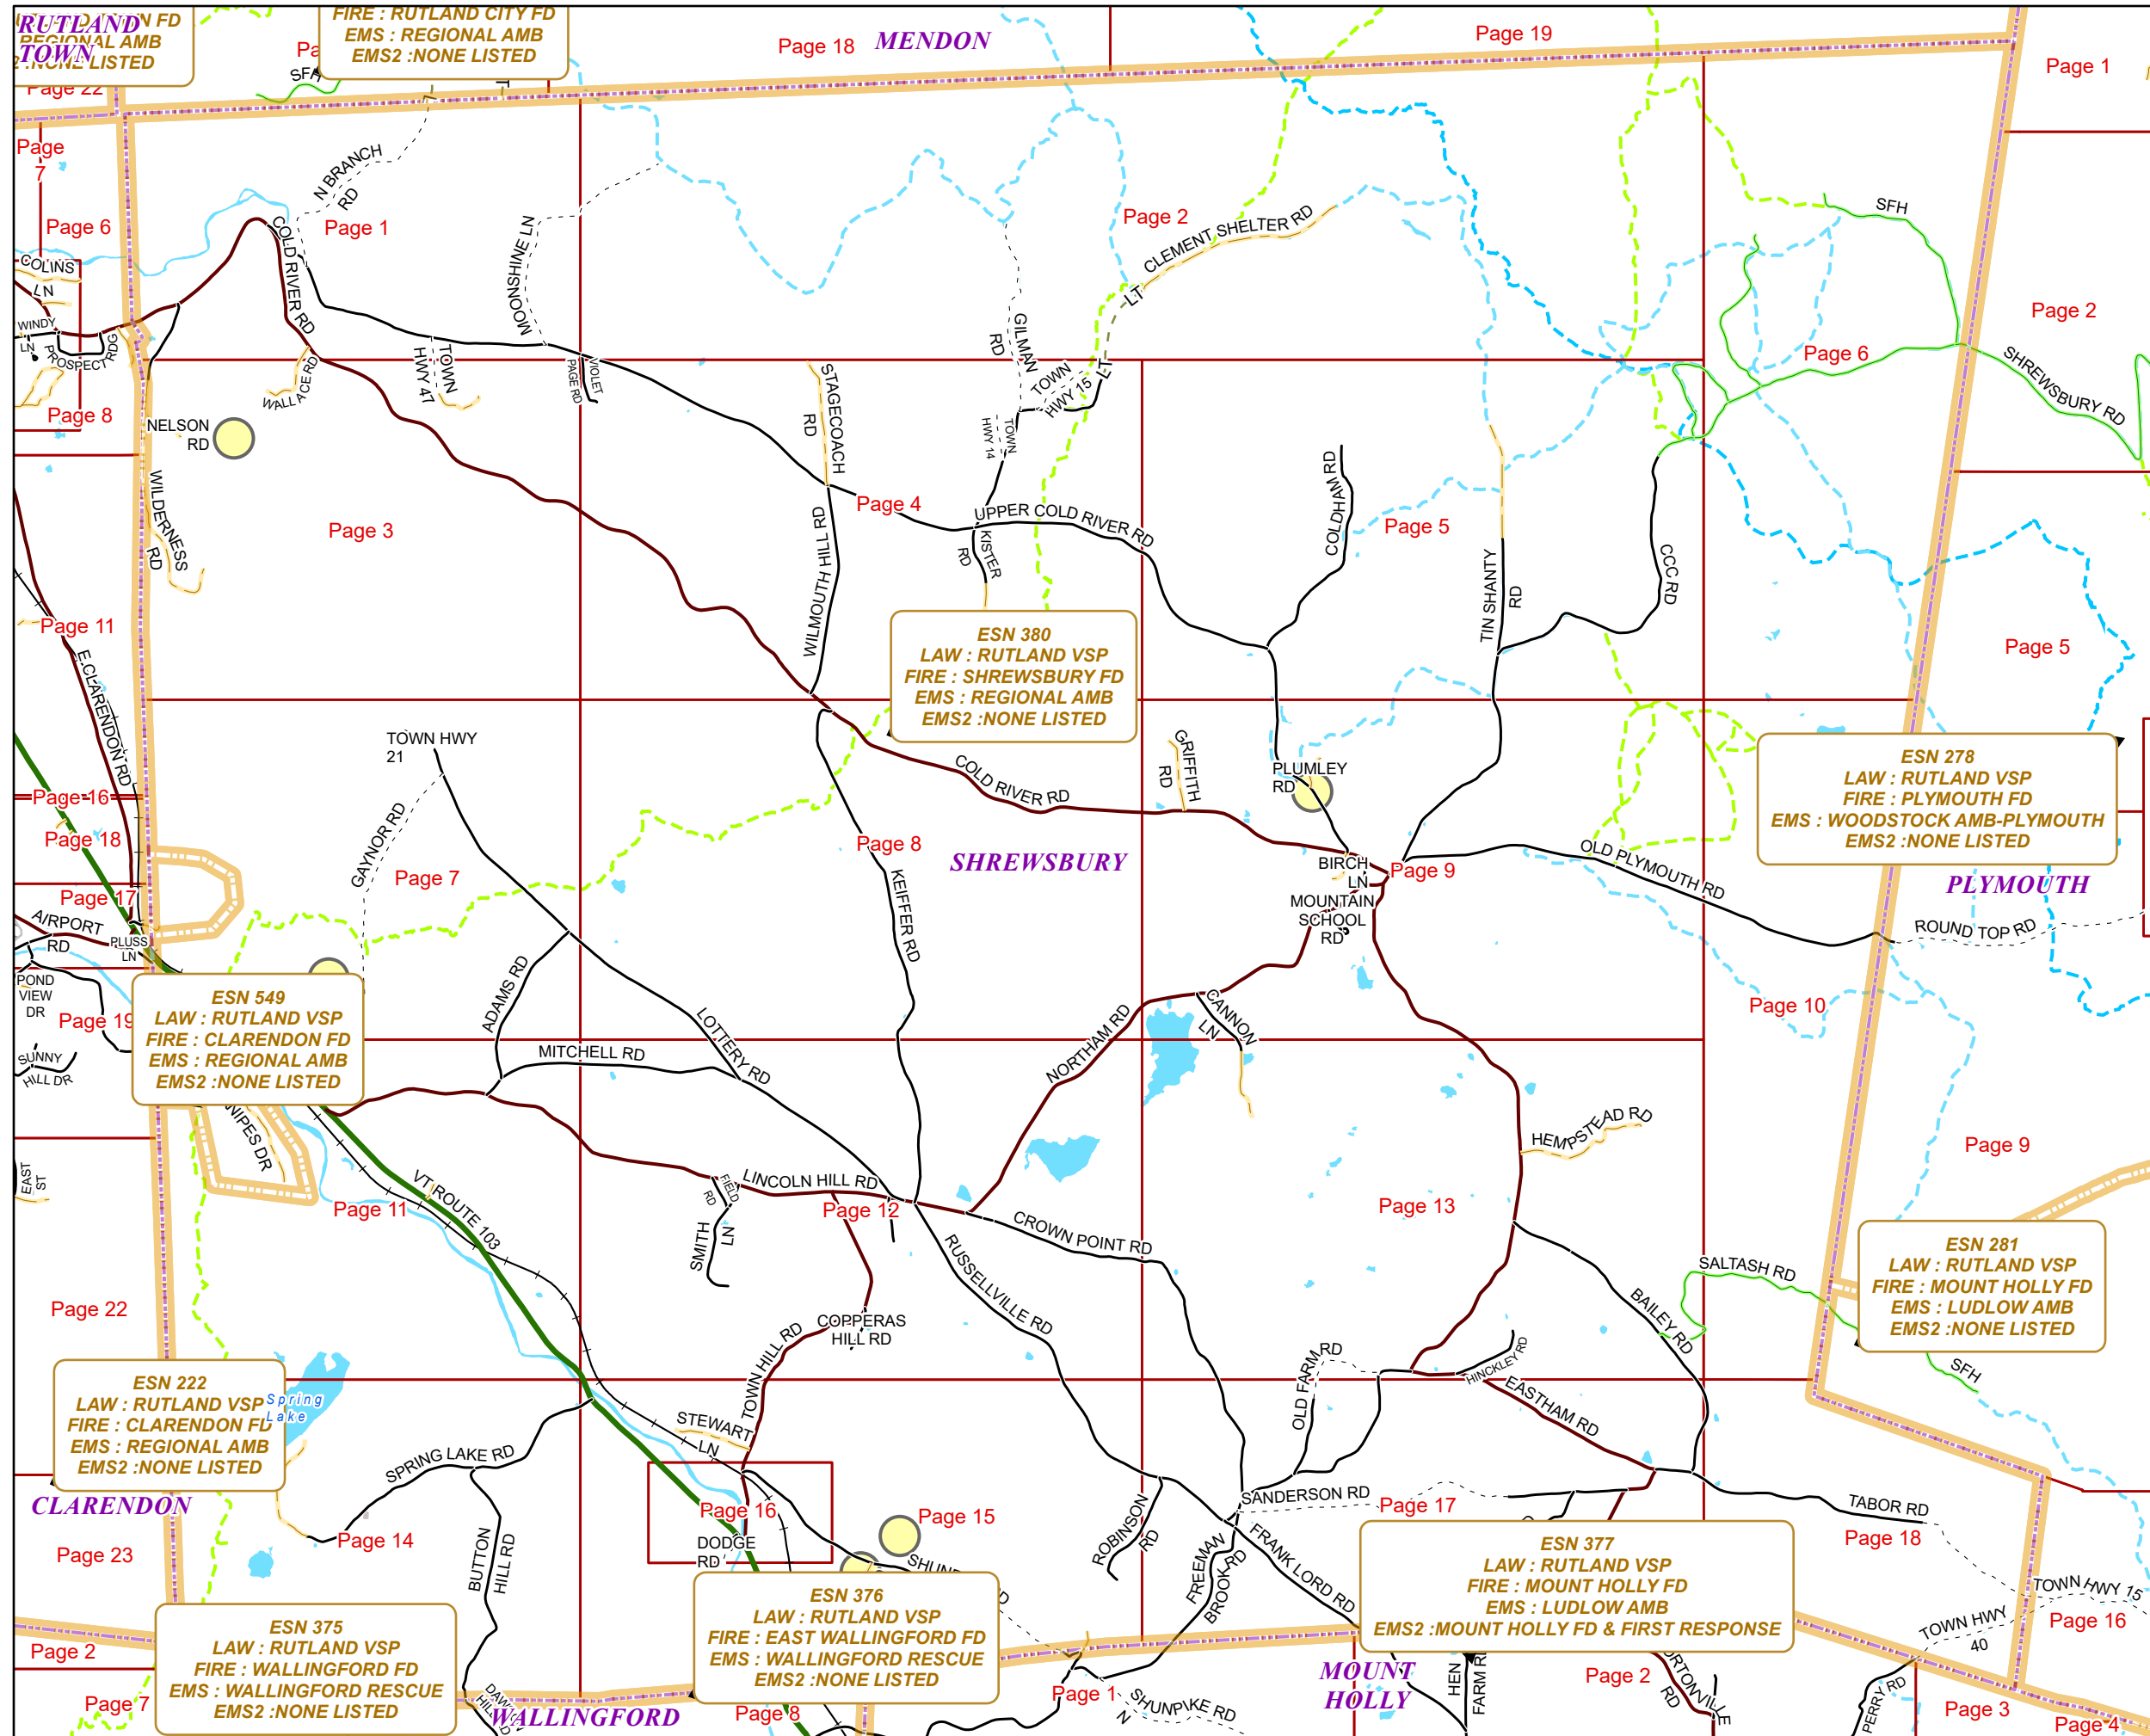 RUTLAND
TOWN
REGIONAL AMB
Page 22
FIRE : RUTLAND CITY FD
EMS : REGIONAL AMB
EMS2 :NONE LISTED
SFH
Page 18
MENDON
Page 19
Page 1
Page
7
Page 6
COLINS
LN
WINDY
LN
PROSPECT
RDG
Page 8
N BRANCH
RD
Page 1
COLD RIVER RD
MOONSHINE LN
WALLACE RD
TOWN
HWY 47
VIOLET
PAGE RD
NELSON
RD
WILDERNESS
RD
Page 3
STAGECOACH
RD
Page 2
CLEMENT SHELTER RD
LT
GILMAN
RD
TOWN
HWY 15
LT
TOWN
HWY 14
Page 4
UPPER COLD RIVER RD
KISTER
RD
WILMOUTH HILL RD
COLDHAM RD
Page 5
TIN SHANTY
RD
CCC RD
SFH
Page 6
SHREWSBURY RD
Page 2
Page 5
Page 11
E CLARENDON RD
ESN 380
LAW : RUTLAND VSP
FIRE : SHREWSBURY FD
EMS : REGIONAL AMB
EMS2 :NONE LISTED
TOWN HWY
21
GAYNOR RD
Page 7
COLD RIVER RD
GRIFFITH
RD
PLUMLEY
RD
Page 8
KEIFFER RD
SHREWSBURY
BIRCH
LN
Page 9
MOUNTAIN
SCHOOL
RD
OLD PLYMOUTH RD
ESN 278
LAW : RUTLAND VSP
FIRE : PLYMOUTH FD
EMS : WOODSTOCK AMB-PLYMOUTH
EMS2 :NONE LISTED
PLYMOUTH
ROUND TOP RD
Page 10
Page 16
Page 18
Page 17
AIRPORT
RD
PLUSS
LN
POND
VIEW
DR
Page 19
SUNNY
HILL DR
ESN 549
LAW : RUTLAND VSP
FIRE : CLARENDON FD
EMS : REGIONAL AMB
EMS2 :NONE LISTED
ADAMS RD
LOTTERY RD
MITCHELL RD
NORTHAM RD
CANNON
LN
HEMPSTEAD RD
Page 9
EAST
ST
Page 11
VT ROUTE 103
LINCOLN HILL RD
FIELD
RD
SMITH
LN
Page 12
CROWN POINT RD
RUSSELLVILLE RD
Page 13
COPPERAS
HILL RD
TOWN HILL RD
SALTASH RD
BAILEY RD
ESN 281
LAW : RUTLAND VSP
FIRE : MOUNT HOLLY FD
EMS : LUDLOW AMB
EMS2 :NONE LISTED
SFH
Page 22
ESN 222
LAW : RUTLAND VSP
FIRE : CLARENDON FD
EMS : REGIONAL AMB
EMS2 :NONE LISTED
Spring
Lake
CLARENDON
Page 23
SPRING LAKE RD
Page 14
BUTTON
HILL RD
STEWART
LN
Page 16
DODGE
RD
Page 15
OLD FARM RD
HINCKLEY RD
EASTHAM RD
SANDERSON RD
Page 17
ROBINSON
RD
FREEMAN
BROOK RD
FRANK LORD RD
TABOR RD
Page 18
TOWN HWY 15
TOWN HWY
40
Page 16
ESN 375
LAW : RUTLAND VSP
FIRE : WALLINGFORD FD
EMS : WALLINGFORD RESCUE
EMS2 :NONE LISTED
ESN 376
LAW : RUTLAND VSP
FIRE : EAST WALLINGFORD FD
EMS : WALLINGFORD RESCUE
EMS2 :NONE LISTED
ESN 377
LAW : RUTLAND VSP
FIRE : MOUNT HOLLY FD
EMS : LUDLOW AMB
EMS2 :MOUNT HOLLY FD & FIRST RESPONSE
Page 2
Page 7
WALLINGFORD
Page 8
Page 1
SHUNPIKE RD
N
MOUNT
HOLLY
HEN
Page 2
RD
PERRY RD
Page 3
Page 4